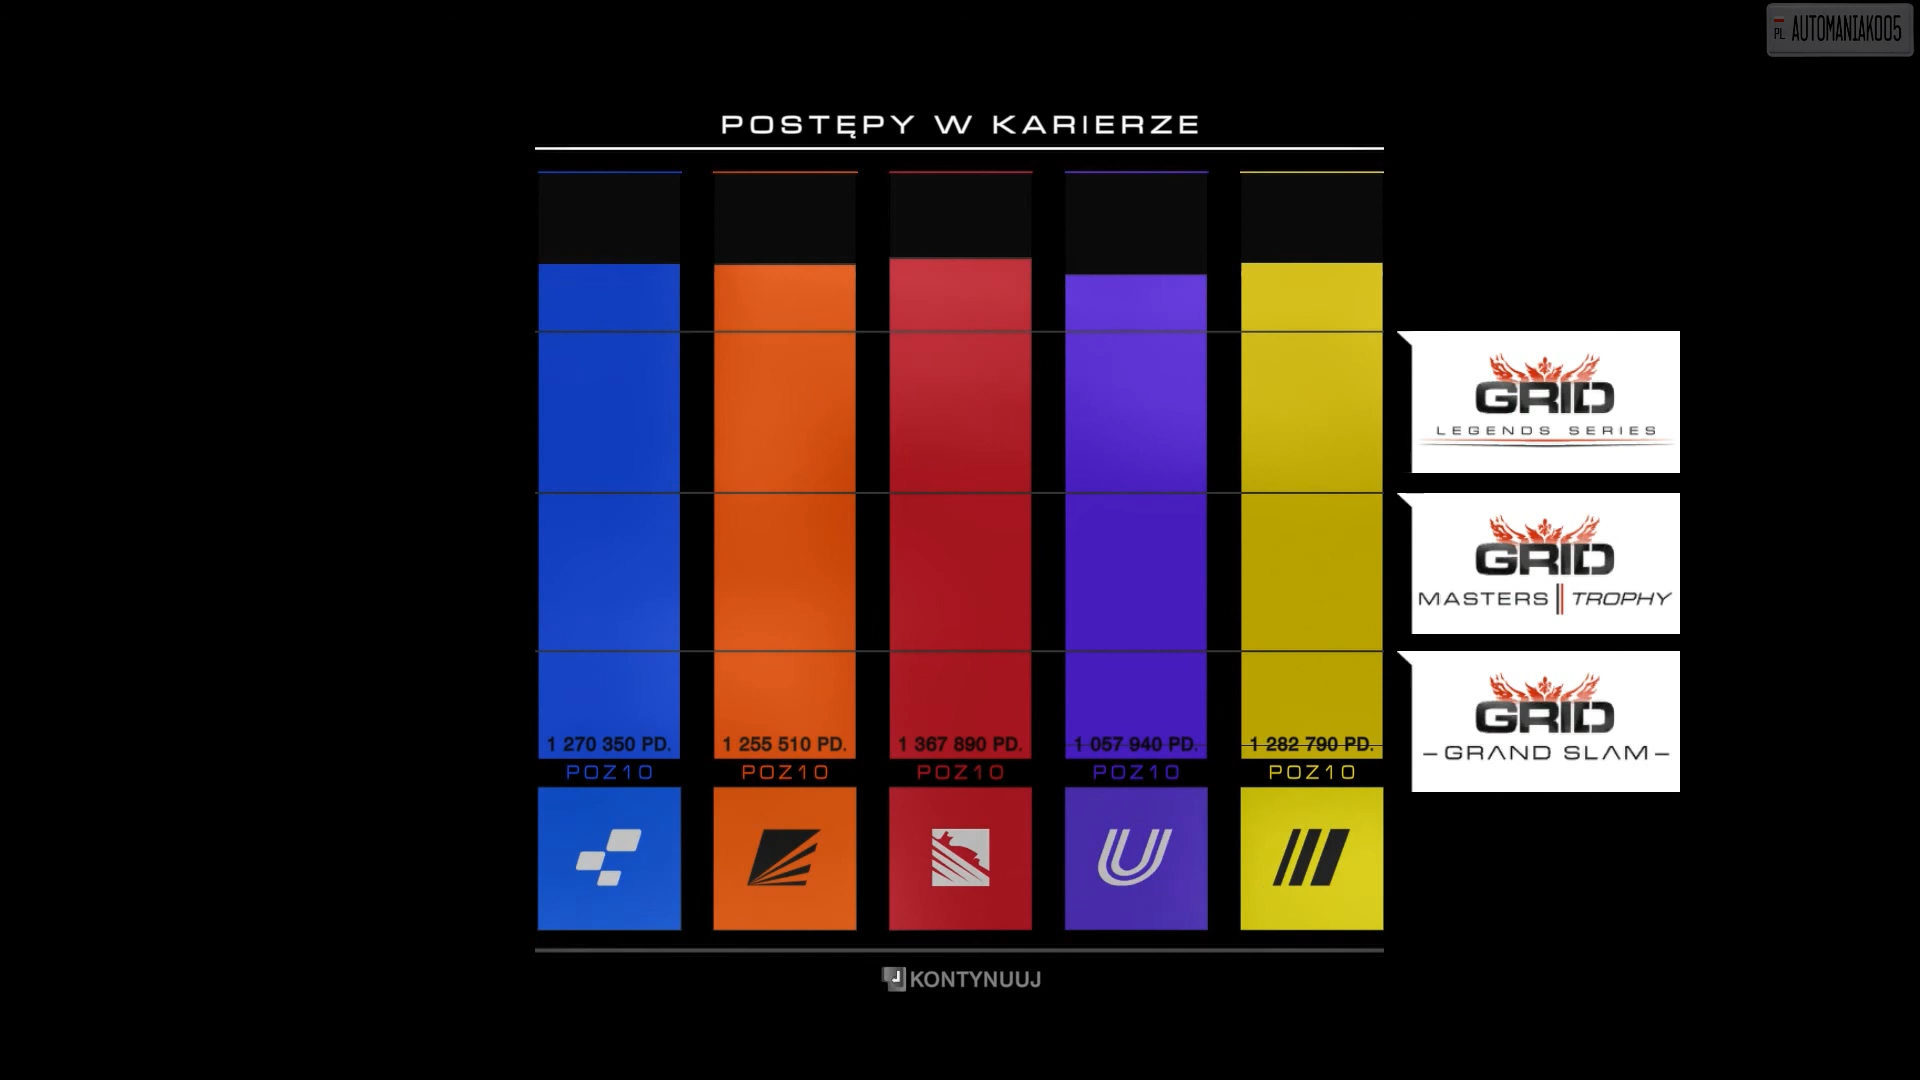 PL AUTOMANIAK005
POSTĘPY W KARIERZE
GRID
LEGENDS SERIES
GRID
MASTERS TROPHY
GRID
-GRAND SLAM-
1 270 350 PD. 1 255 510 PD. 1 367 890 PD. 1 057 940 PD. 1 282 790 PD.
POZ10 POZ10 POZ10 POZ10 POZ10
KONTYNUUJ